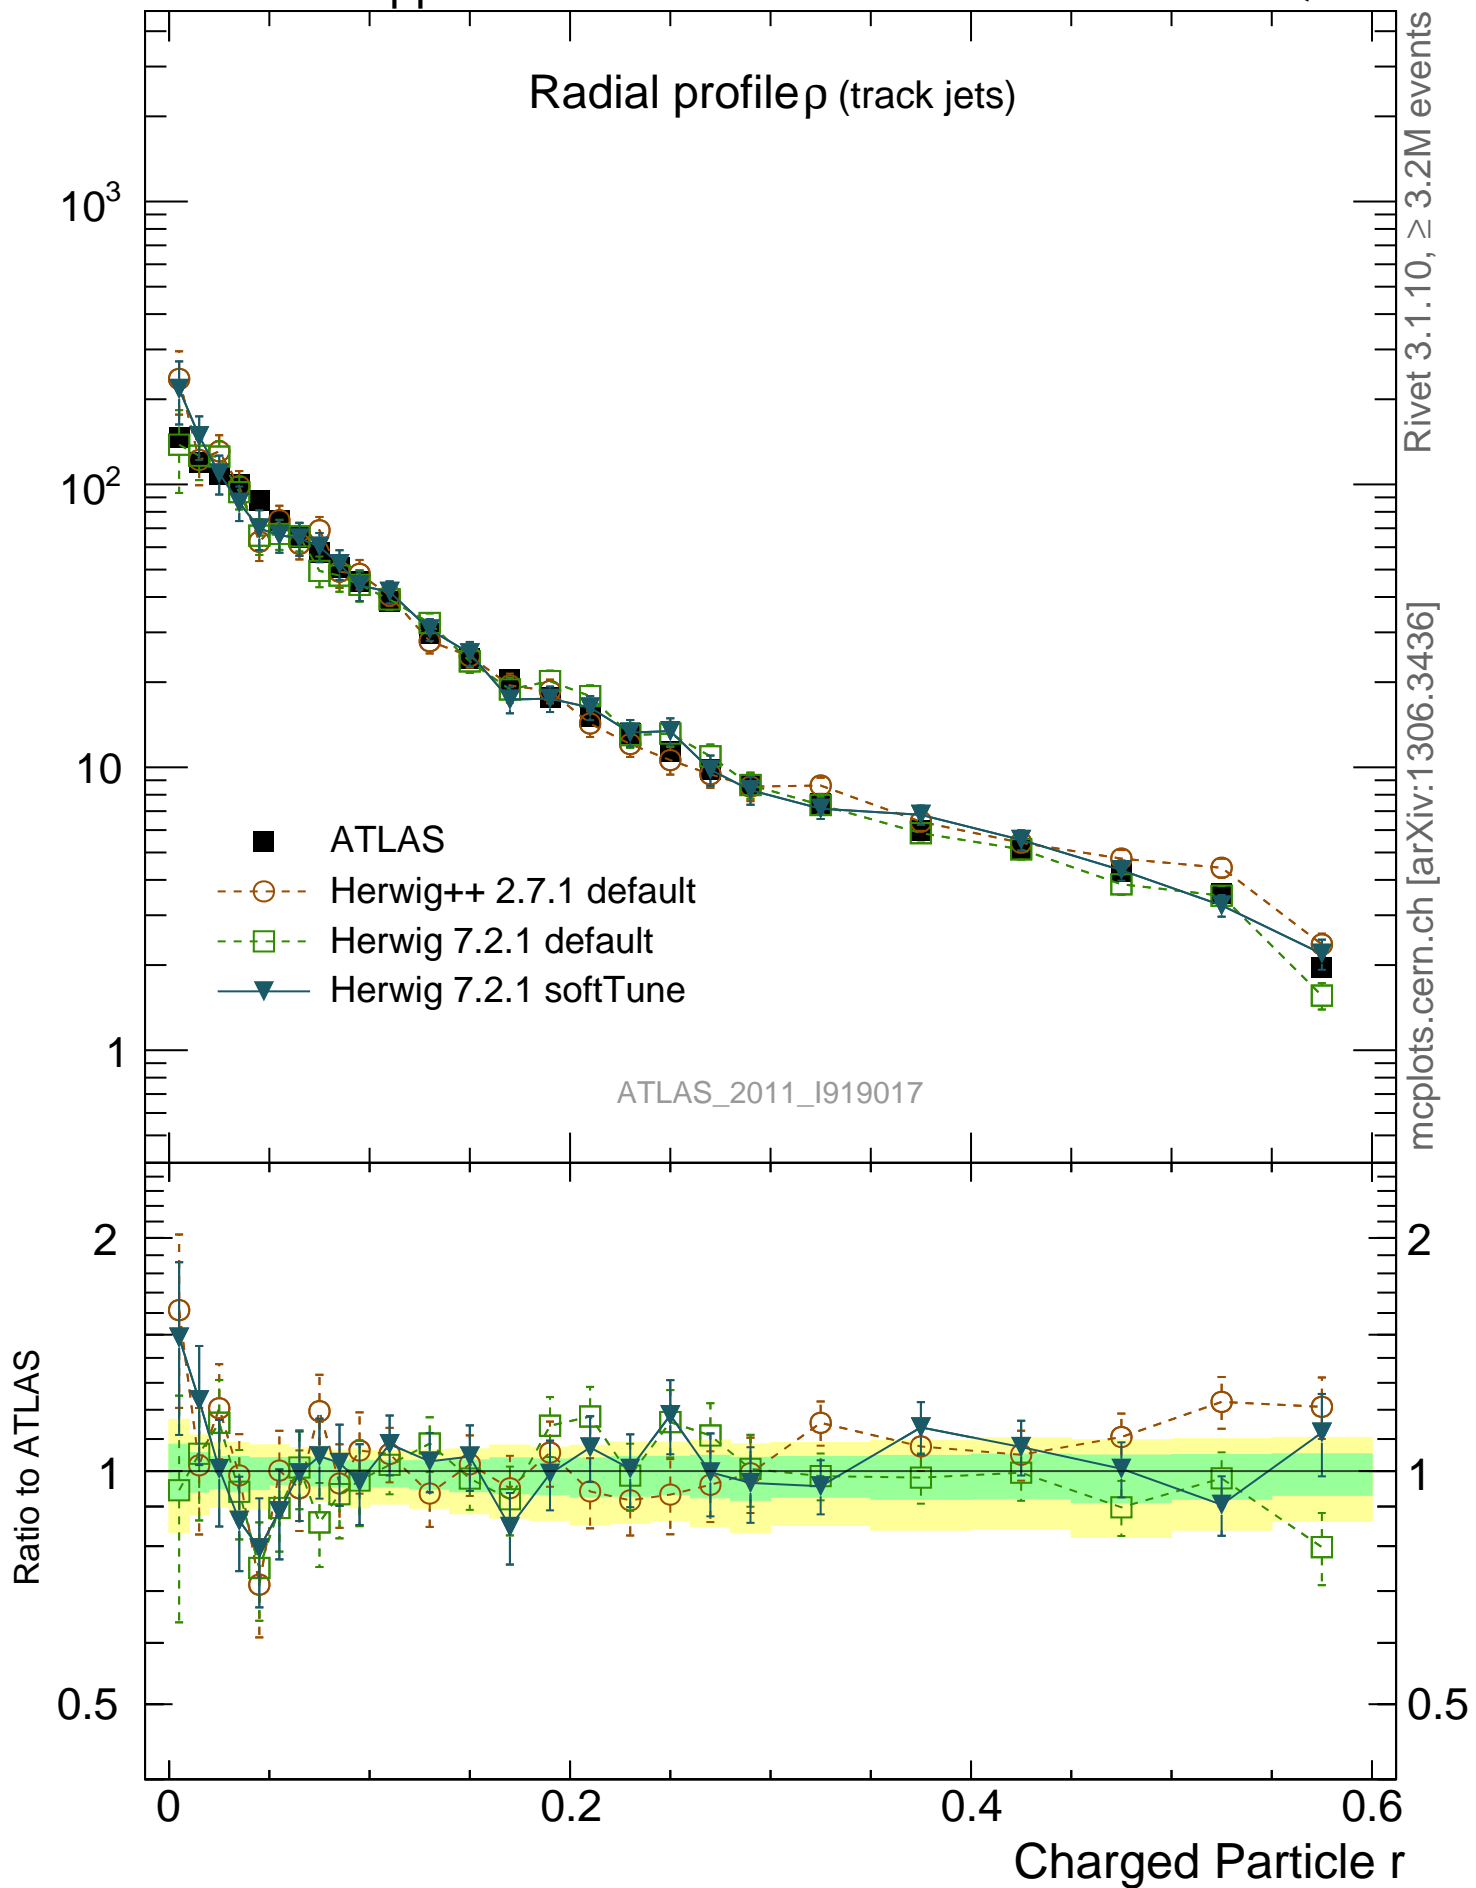 Radial profile ρ (track jets)
10³
10²
10
1
ATLAS
Herwig++ 2.7.1 default
Herwig 7.2.1 default
Herwig 7.2.1 softTune
ATLAS_2011_I919017
Rivet 3.1.10, ≥ 3.2M events
mcplots.cern.ch [arXiv:1306.3436]
Ratio to ATLAS
2
1
0.5
2
1
0.5
0
0.2
0.4
0.6
Charged Particle r